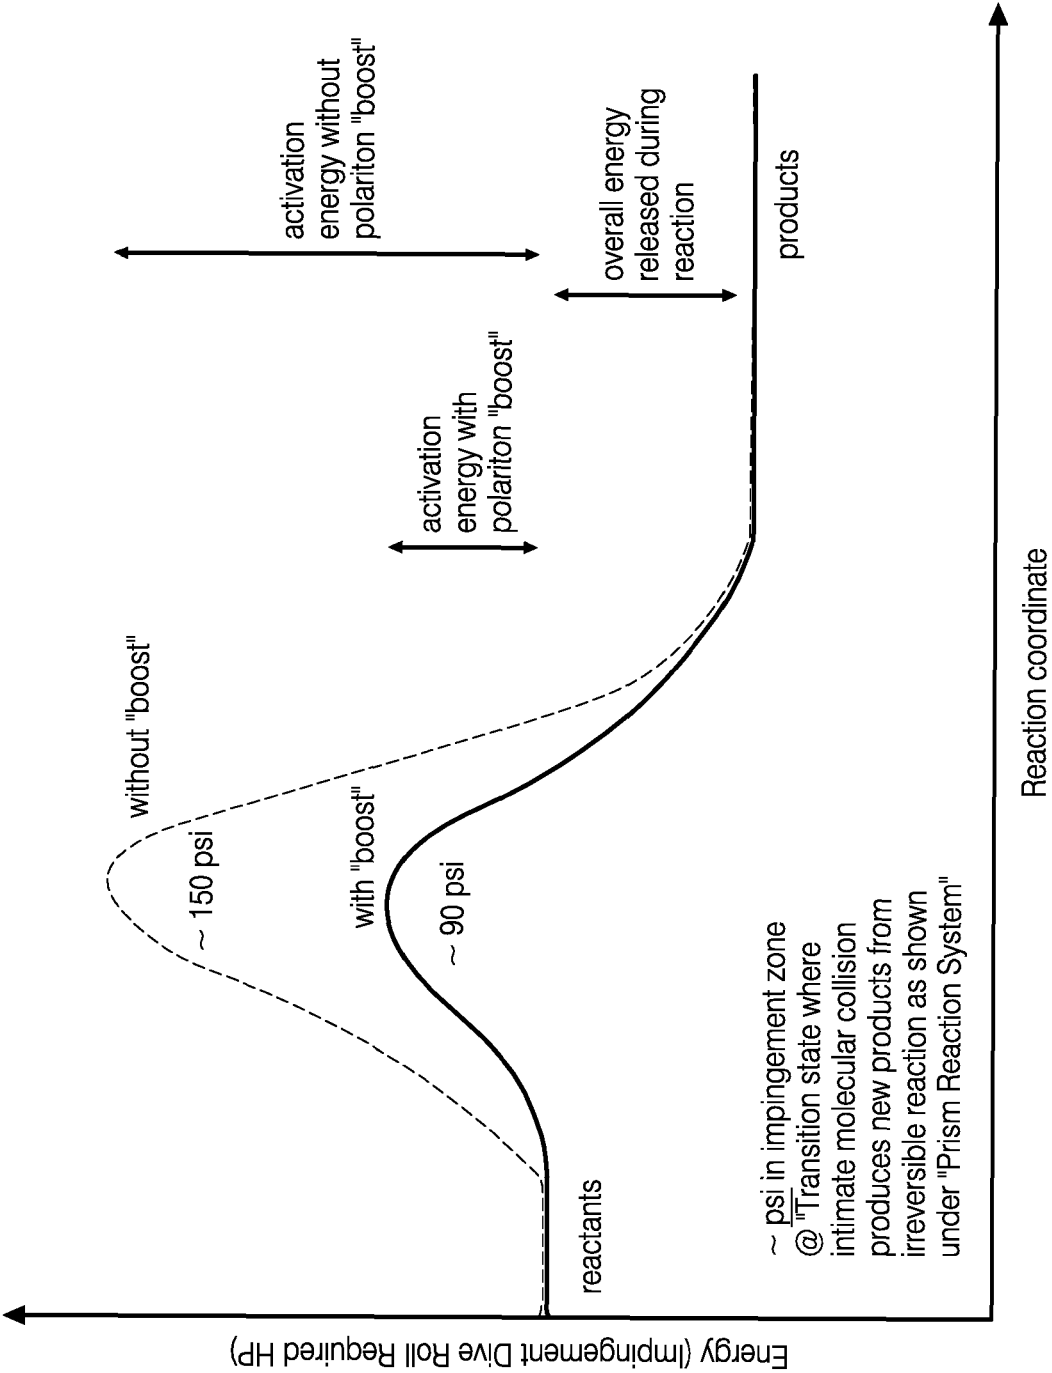 Energy (Impingement Dive Roll Required HP)
without "boost"
~ 150 psi
with "boost"
~ 90 psi
activation
energy with
polariton "boost"
activation
energy without
polariton "boost"
overall energy
released during
reaction
reactants
products
~ psi in impingement zone
@ "Transition state where
intimate molecular collision
produces new products from
irreversible reaction as shown
under "Prism Reaction System"
Reaction coordinate